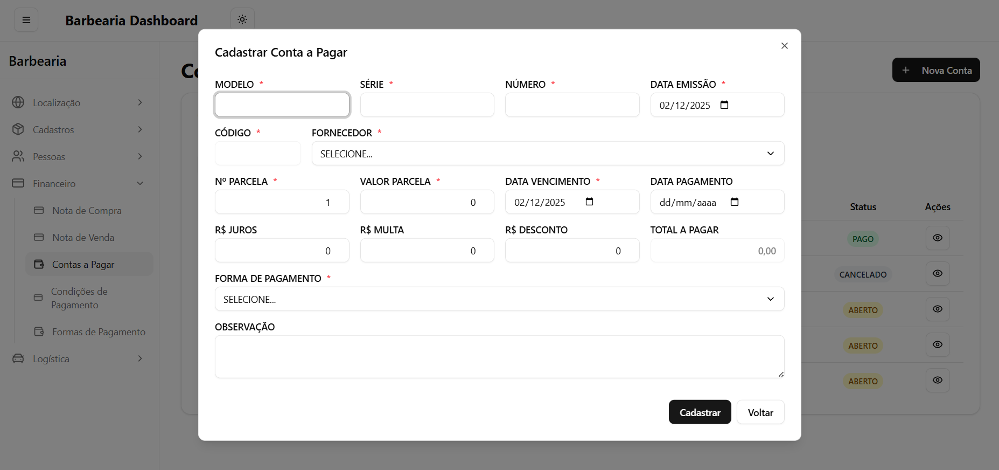 Barbearia Dashboard
Barbearia
Localização
Cadastros
Pessoas
Financeiro
Nota de Compra
Nota de Venda
Contas a Pagar
Condições de
Pagamento
Formas de Pagamento
Logística
Co
+ Nova Conta
Status Ações
PAGO
CANCELADO
ABERTO
ABERTO
ABERTO
Cadastrar Conta a Pagar
MODELO * SÉRIE * NÚMERO * DATA EMISSÃO *
02/12/2025
CÓDIGO * FORNECEDOR *
SELECIONE...
Nº PARCELA * VALOR PARCELA * DATA VENCIMENTO * DATA PAGAMENTO
1 0 02/12/2025 dd/mm/aaaa
R$ JUROS R$ MULTA R$ DESCONTO TOTAL A PAGAR
0 0 0 0,00
FORMA DE PAGAMENTO *
SELECIONE...
OBSERVAÇÃO
Cadastrar Voltar